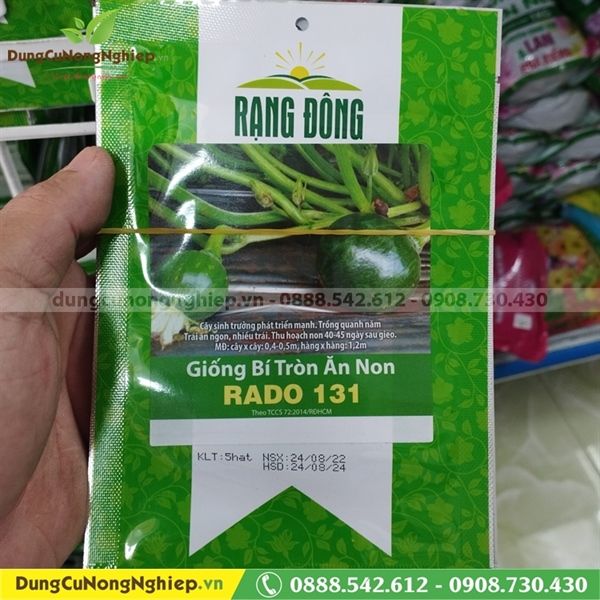 DungCuNongNghiep.vn
RẠNG ĐÔNG
LAN
dungCunongNghiep.vn - 0888.542.612 - 0908.730.430
Cây sinh trưởng phát triển mạnh. Trồng quanh năm
Trái ăn ngon, nhiều trái. Thu hoạch non 40-45 ngày sau gieo.
MĐ: cây x cây: 0,4-0,5m, hàng x hàng: 1,2m
Giống Bí Tròn Ăn Non
RADO 131
Theo TCCS 72:2014/RĐHCM
KLT:5hat NSX:24/08/22
HSD:24/08/24
DungCuNongNghiep.vn 0888.542.612 - 0908.730.430